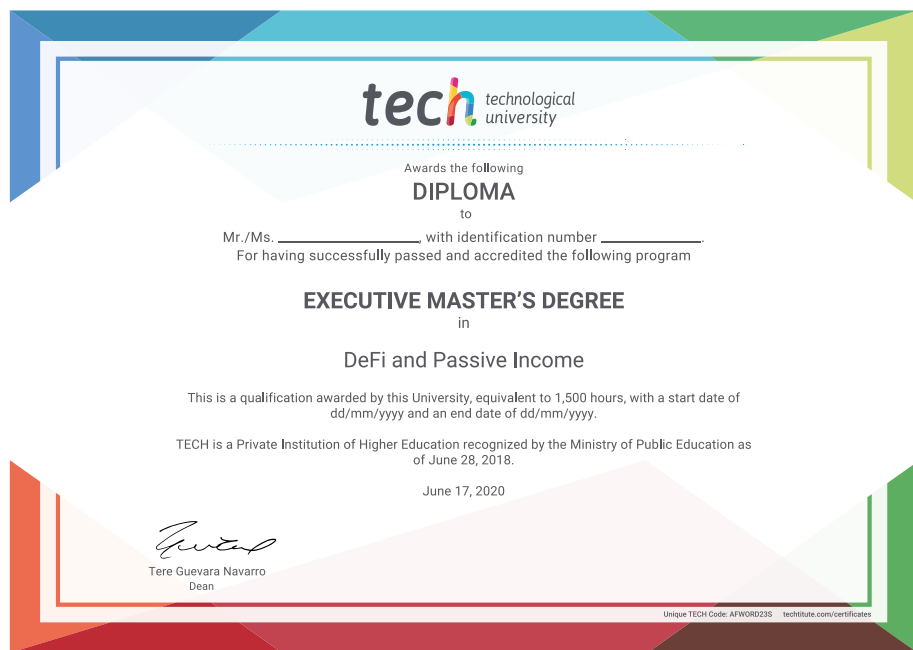 tech technological
university
Awards the following
DIPLOMA
to
Mr./Ms. ____________________, with identification number ______________.
For having successfully passed and accredited the following program
EXECUTIVE MASTER’S DEGREE
in
DeFi and Passive Income
This is a qualification awarded by this University, equivalent to 1,500 hours, with a start date of
dd/mm/yyyy and an end date of dd/mm/yyyy.
TECH is a Private Institution of Higher Education recognized by the Ministry of Public Education as
of June 28, 2018.
June 17, 2020
Tere Guevara Navarro
Dean
Unique TECH Code: AFWORD23S techtitute.com/certificates